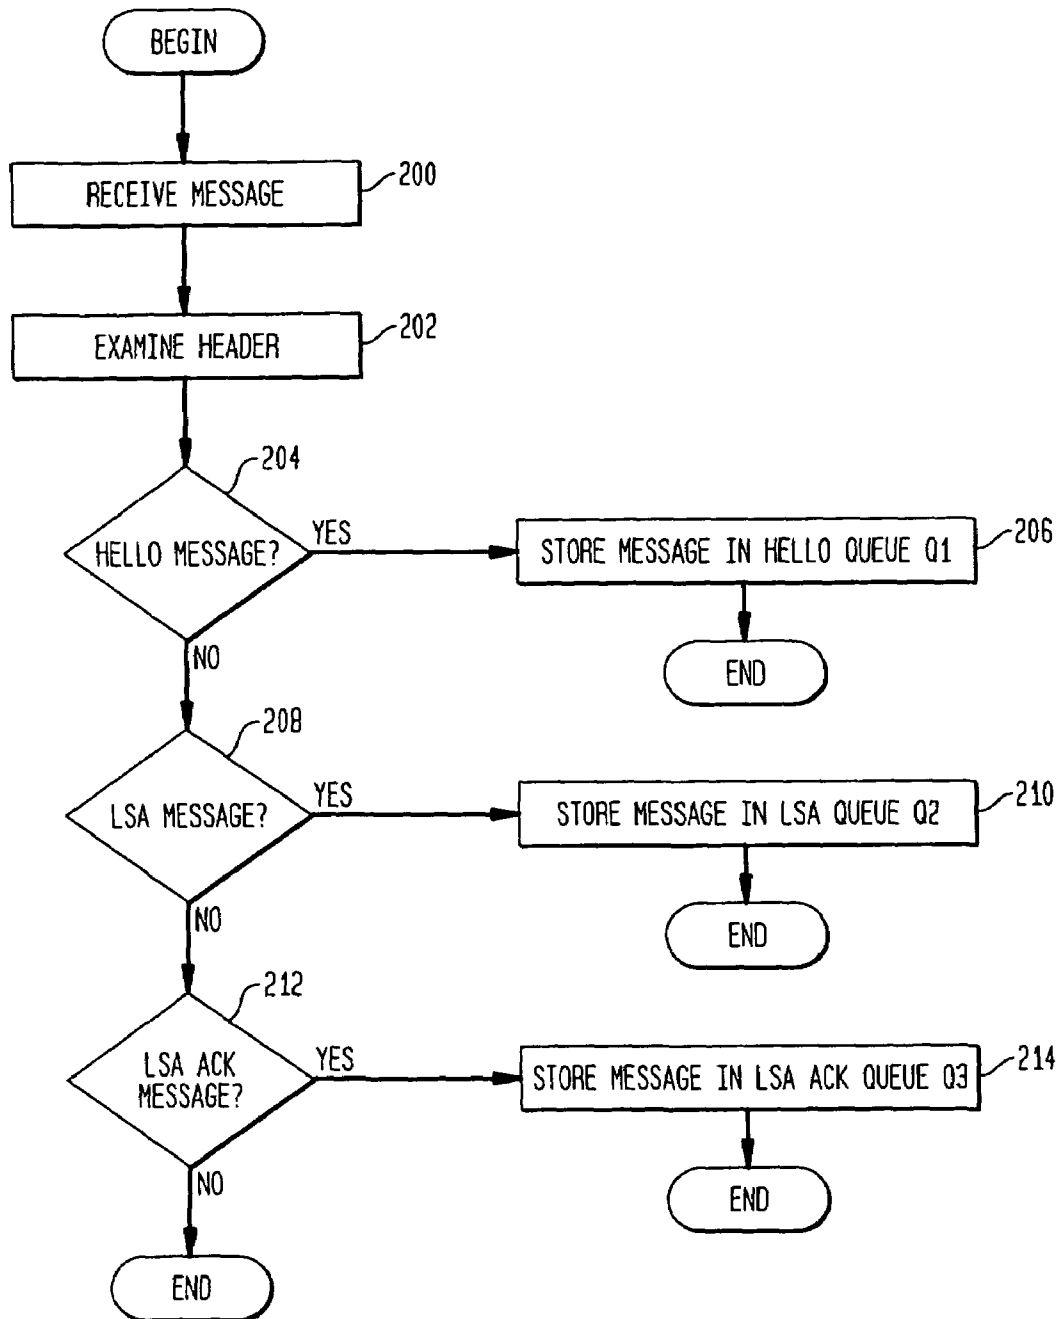 BEGIN
RECEIVE MESSAGE
200
EXAMINE HEADER
202
204
HELLO MESSAGE?
YES
STORE MESSAGE IN HELLO QUEUE Q1
206
END
NO
208
LSA MESSAGE?
YES
STORE MESSAGE IN LSA QUEUE Q2
210
END
NO
212
LSA ACK
MESSAGE?
YES
STORE MESSAGE IN LSA ACK QUEUE Q3
214
END
NO
END